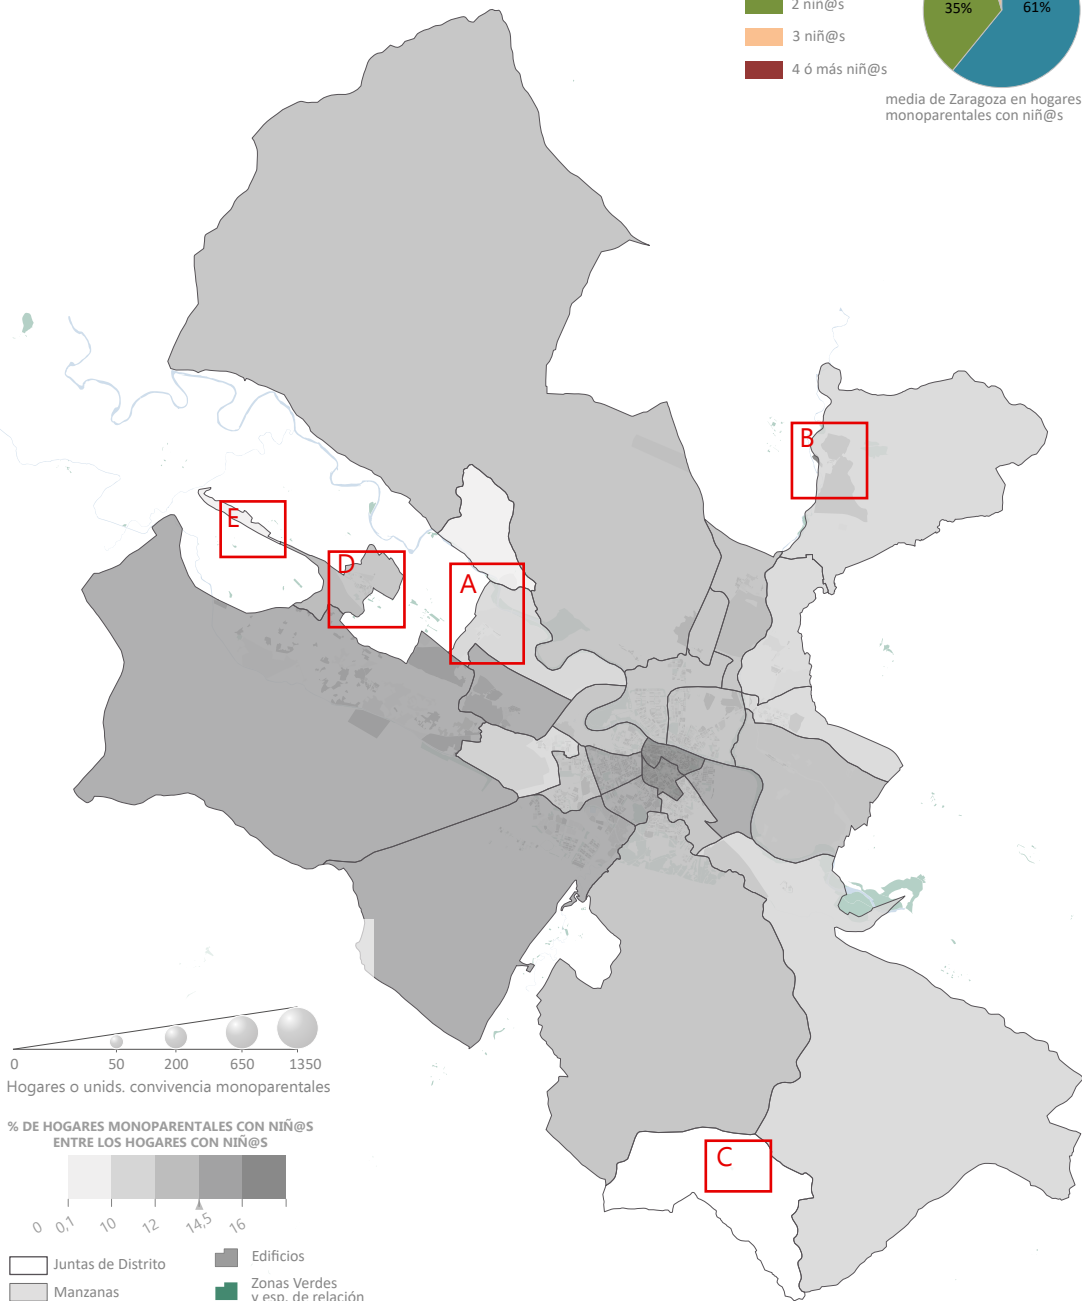 2 niñ@s
35%
61%
3 niñ@s
4 ó más niñ@s
media de Zaragoza en hogares
monoparentales con niñ@s
B
E
D
A
C
0
50
200
650
1350
Hogares o unids. convivencia monoparentales
% DE HOGARES MONOPARENTALES CON NIÑ@S
ENTRE LOS HOGARES CON NIÑ@S
0
0,1
10
12
14,5
16
Juntas de Distrito
Edificios
Manzanas
Zonas Verdes
y esp. de relación